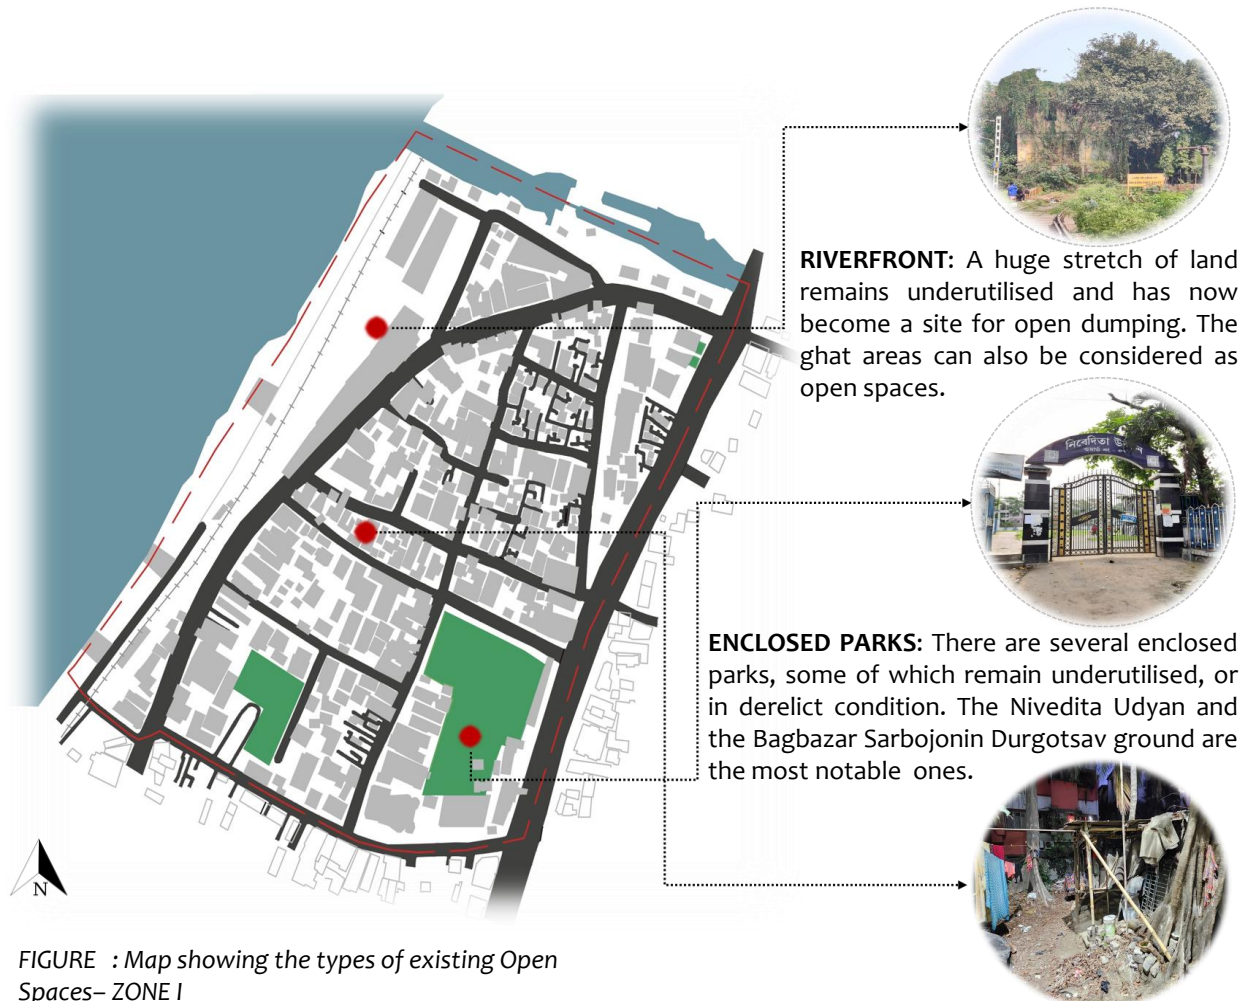 RIVERFRONT: A huge stretch of land
remains underutilised and has now
become a site for open dumping. The
ghat areas can also be considered as
open spaces.
নিবেদিতা
ENCLOSED PARKS: There are several enclosed
parks, some of which remain underutilised, or
in derelict condition. The Nivedita Udyan and
the Bagbazar Sarbojonin Durgotsav ground are
the most notable ones.
N
FIGURE : Map showing the types of existing Open
Spaces– ZONE I